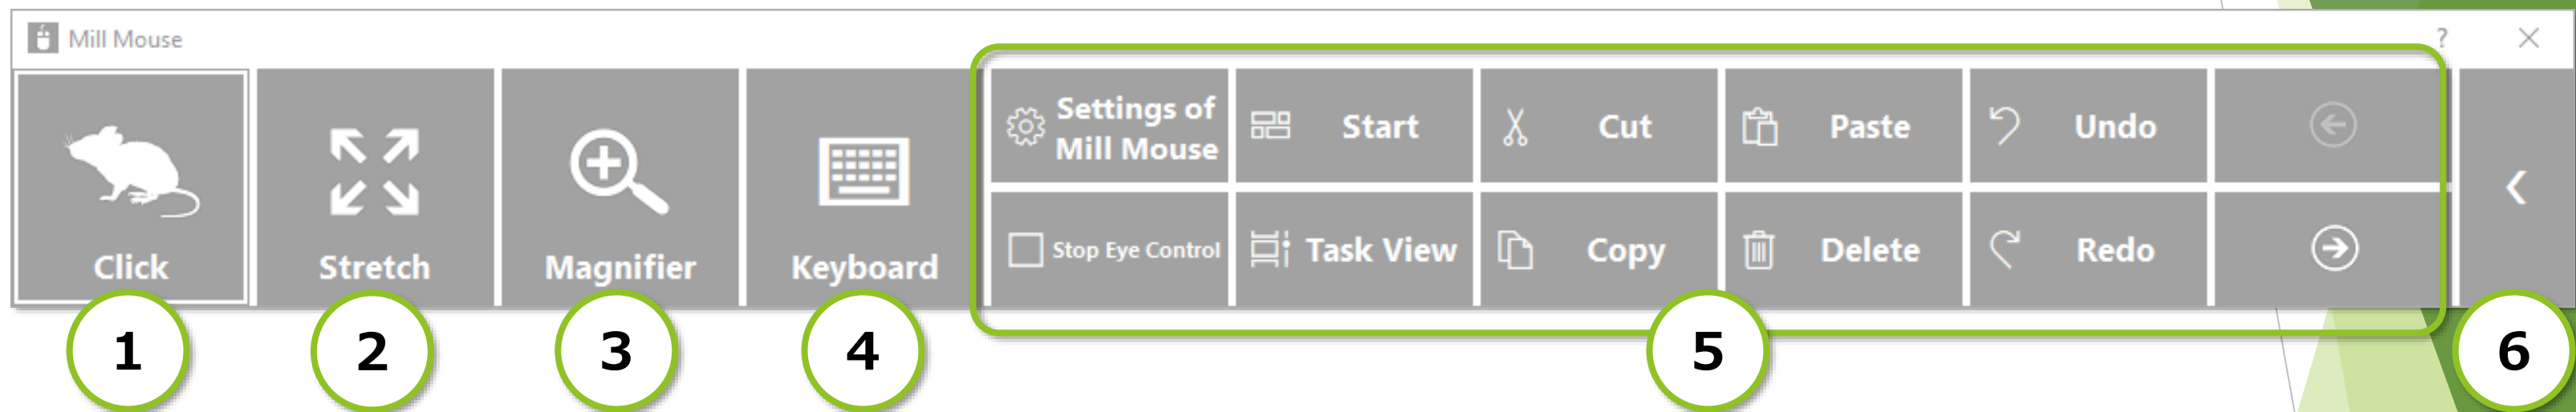 Mill Mouse
?
Click
Stretch
Magnifier
Keyboard
Settings of
Mill Mouse
Start
Cut
Paste
Undo
Stop Eye Control
Task View
Copy
Delete
Redo
1
2
3
4
5
6